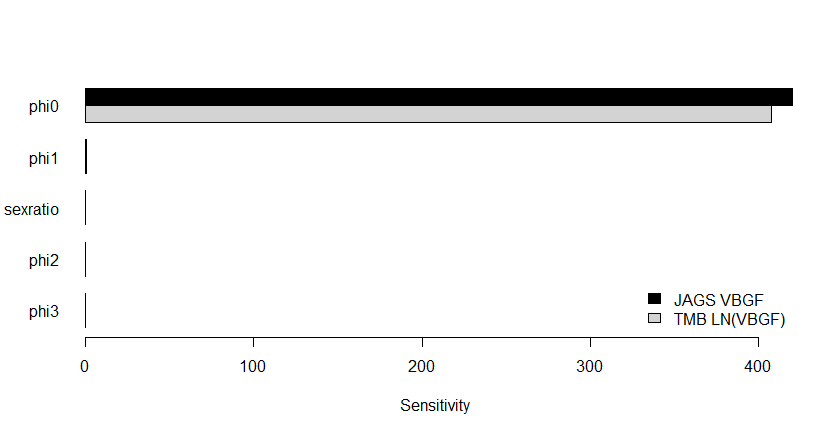 phi0
phi1
sexratio
phi2
phi3
JAGS VBGF
TMB LN(VBGF)
0 100 200 300 400
Sensitivity